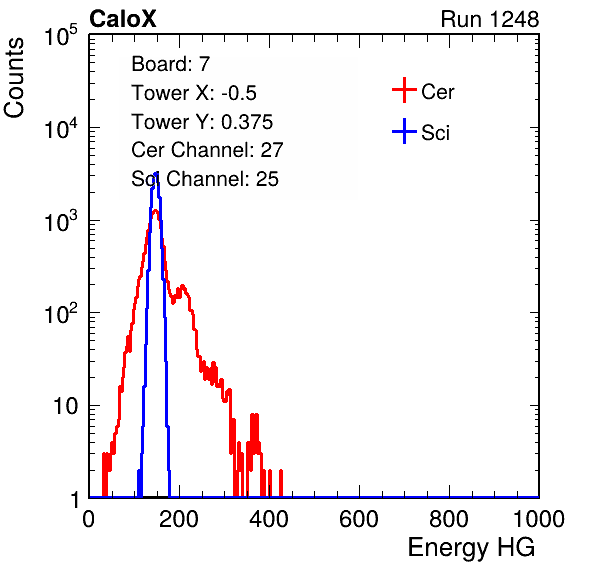 CaloX Run 1248
Counts
Board: 7
Tower X: -0.5
Tower Y: 0.375
Cer Channel: 27
Sci Channel: 25
Cer
Sci
10^5
10^4
10^3
10^2
10
1
0 200 400 600 800 1000
Energy HG